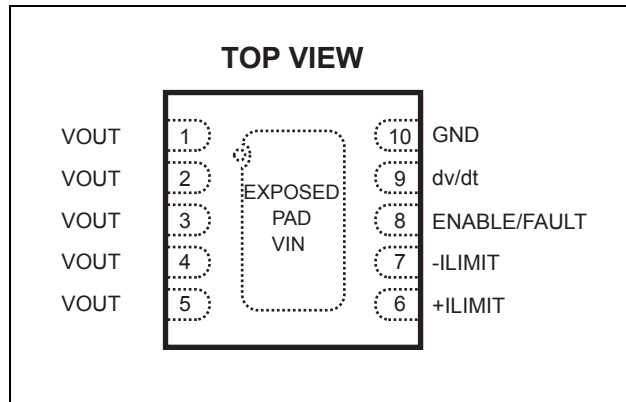 TOP VIEW
VOUT 1 10 GND
VOUT 2 9 dv/dt
EXPOSED
VOUT 3 PAD 8 ENABLE/FAULT
VIN
VOUT 4 7 -ILIMIT
VOUT 5 6 +ILIMIT